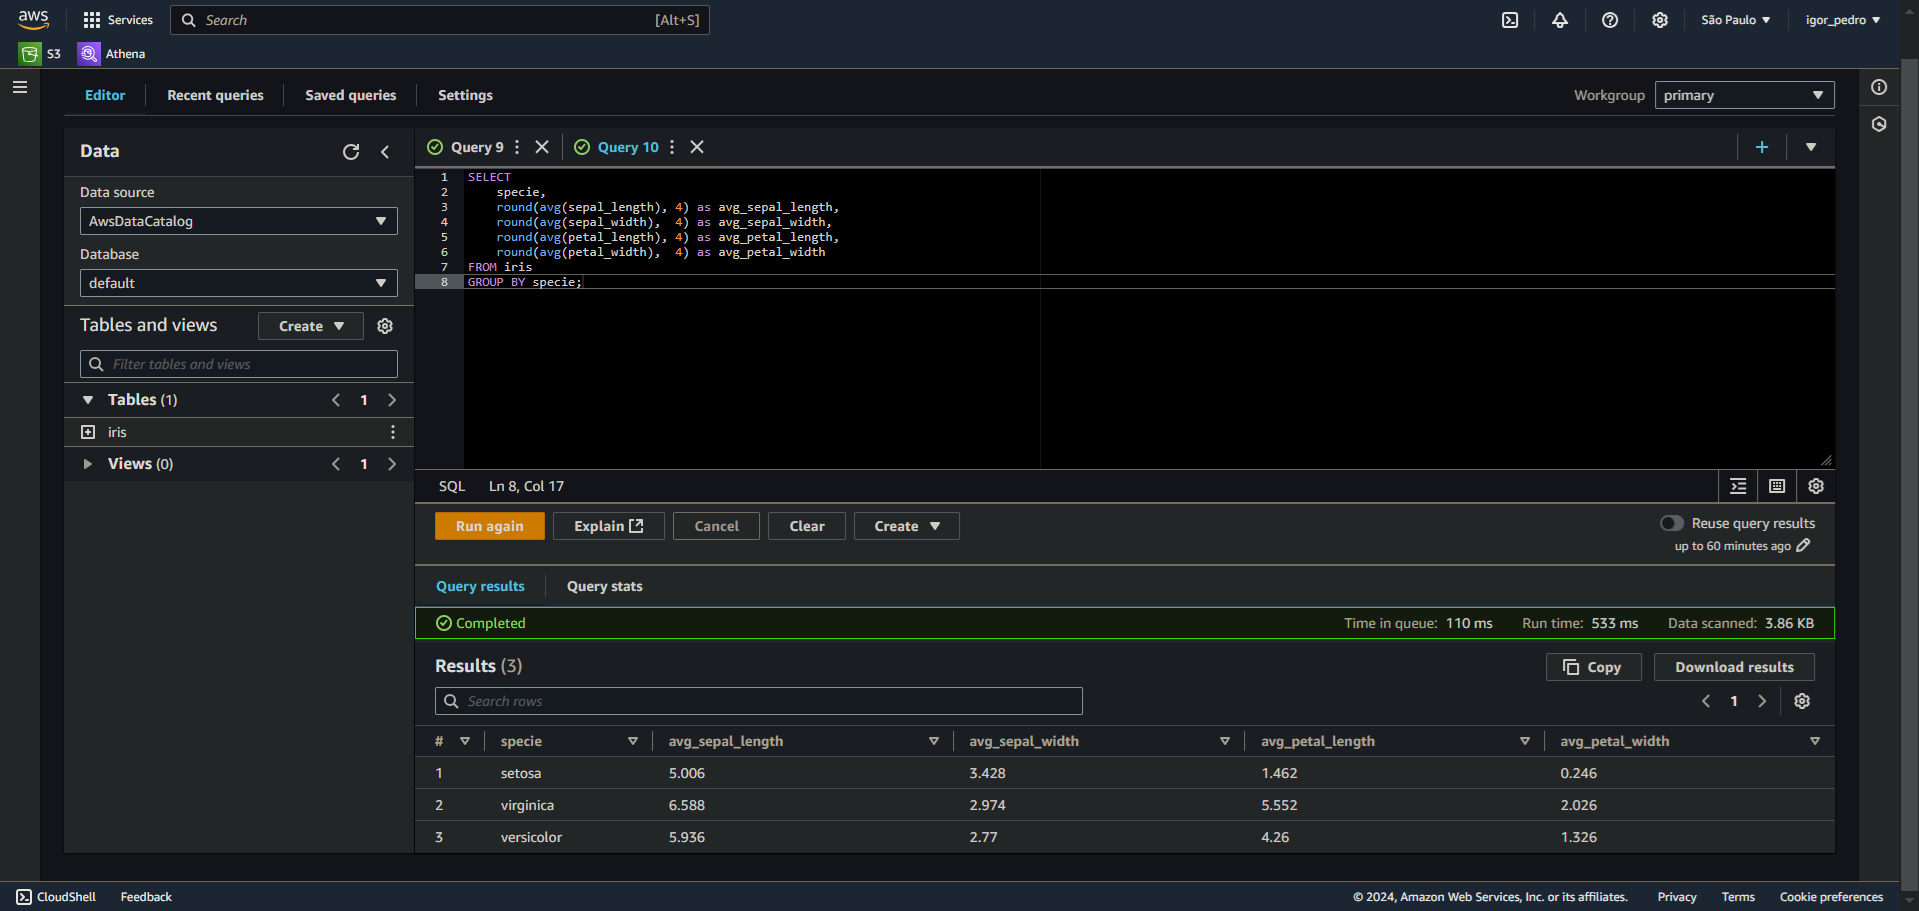 aws Services Search [Alt+S] São Paulo igor_pedro
S3 Athena
Editor Recent queries Saved queries Settings Workgroup primary
Data
Data source
AwsDataCatalog
Database
default
Tables and views Create
Filter tables and views
Tables (1) 1
iris
Views (0) 1
Query 9 Query 10
1 SELECT
2     specie,
3     round(avg(sepal_length), 4) as avg_sepal_length,
4     round(avg(sepal_width),  4) as avg_sepal_width,
5     round(avg(petal_length), 4) as avg_petal_length,
6     round(avg(petal_width),  4) as avg_petal_width
7 FROM iris
8 GROUP BY specie;
SQL Ln 8, Col 17
Run again Explain Cancel Clear Create Reuse query results
up to 60 minutes ago
Query results Query stats
Completed Time in queue: 110 ms Run time: 533 ms Data scanned: 3.86 KB
Results (3) Copy Download results
Search rows 1
# specie avg_sepal_length avg_sepal_width avg_petal_length avg_petal_width
1 setosa 5.006 3.428 1.462 0.246
2 virginica 6.588 2.974 5.552 2.026
3 versicolor 5.936 2.77 4.26 1.326
CloudShell Feedback © 2024, Amazon Web Services, Inc. or its affiliates. Privacy Terms Cookie preferences